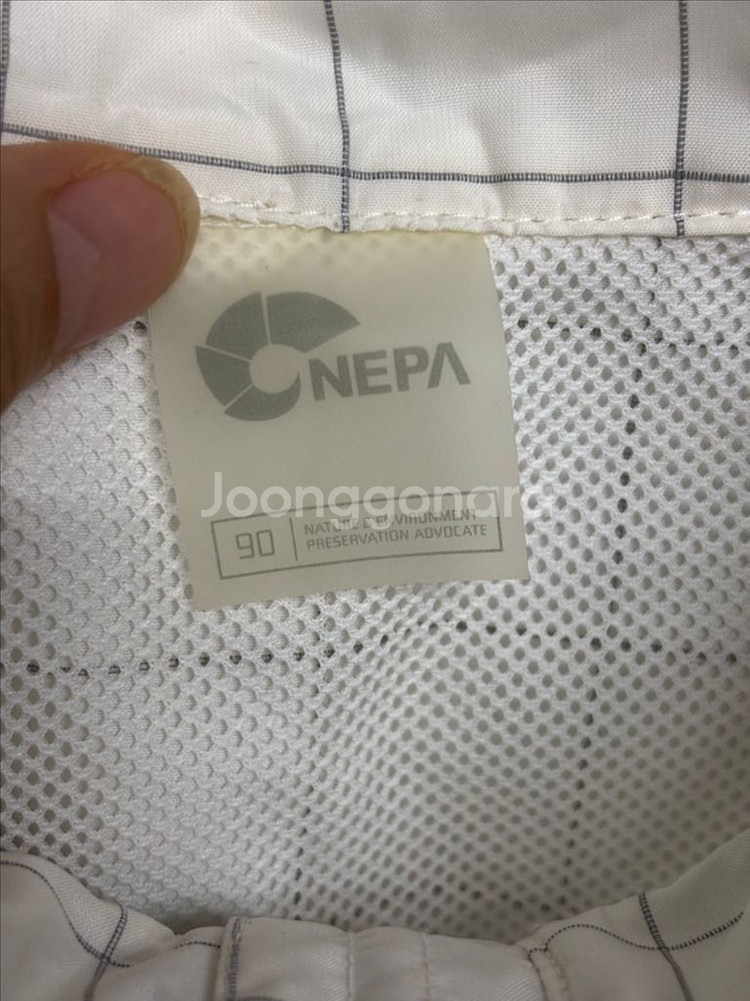 NEPA
Joonggonara
90
NATURE & ENVIRONMENT
PRESERVATION ADVOCATE